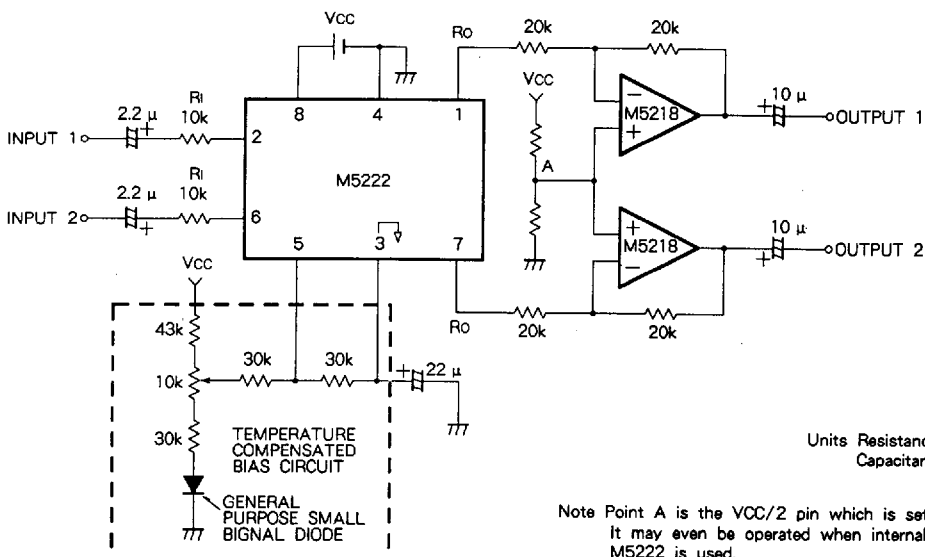 Vcc
8 4 1
Ro 20k 20k
Vcc
M5218
10 μ
OUTPUT 1
INPUT 1
2.2 μ
RI
10k
2
M5222
A
INPUT 2
2.2 μ
RI
10k
6
5 3 7
M5218
10 μ
OUTPUT 2
Ro 20k 20k
Vcc
43k
10k
30k
30k 30k
22 μ
TEMPERATURE
COMPENSATED
BIAS CIRCUIT
GENERAL
PURPOSE SMALL
BIGNAL DIODE
Units Resistanc
Capacitan
Note Point A is the VCC/2 pin which is set
It may even be operated when internal
M5222 is used